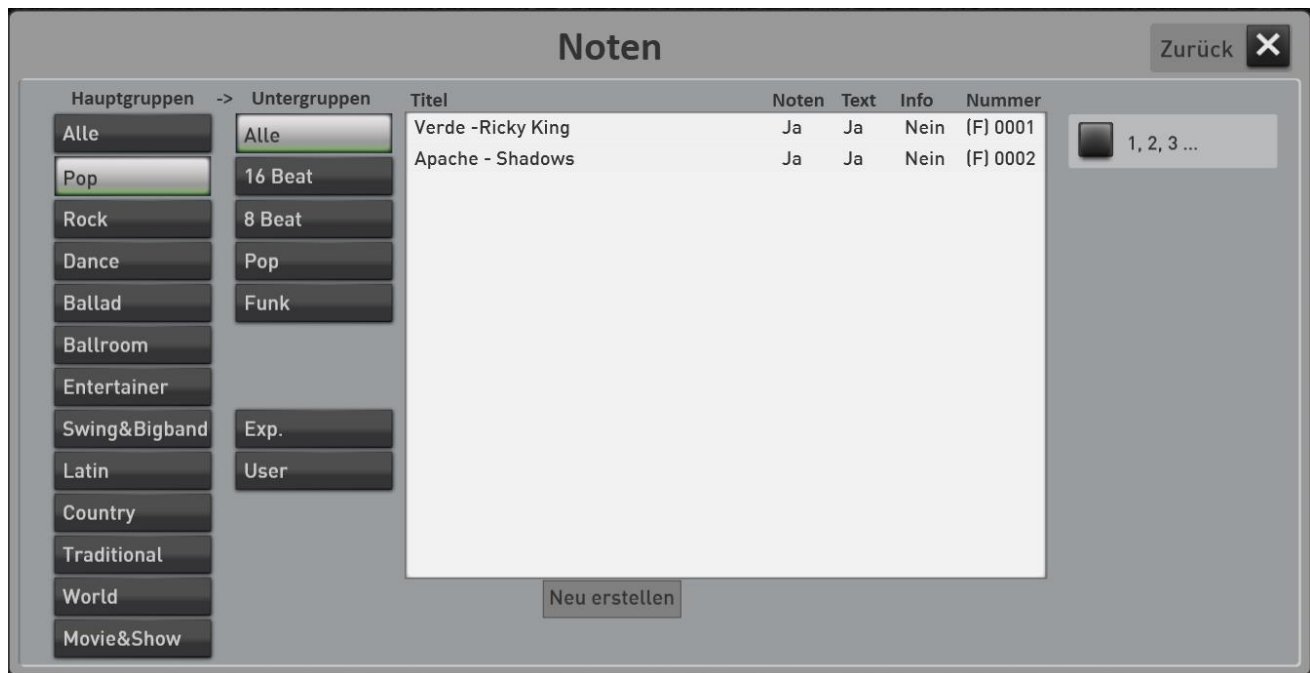 Noten
Zurück
Hauptgruppen -> Untergruppen Titel Noten Text Info Nummer
Alle Alle Verde -Ricky King Ja Ja Nein (F) 0001
1, 2, 3 ...
Pop 16 Beat Apache - Shadows Ja Ja Nein (F) 0002
Rock 8 Beat
Dance Pop
Ballad Funk
Ballroom
Entertainer
Swing&Bigband Exp.
Latin User
Country
Traditional
World Neu erstellen
Movie&Show